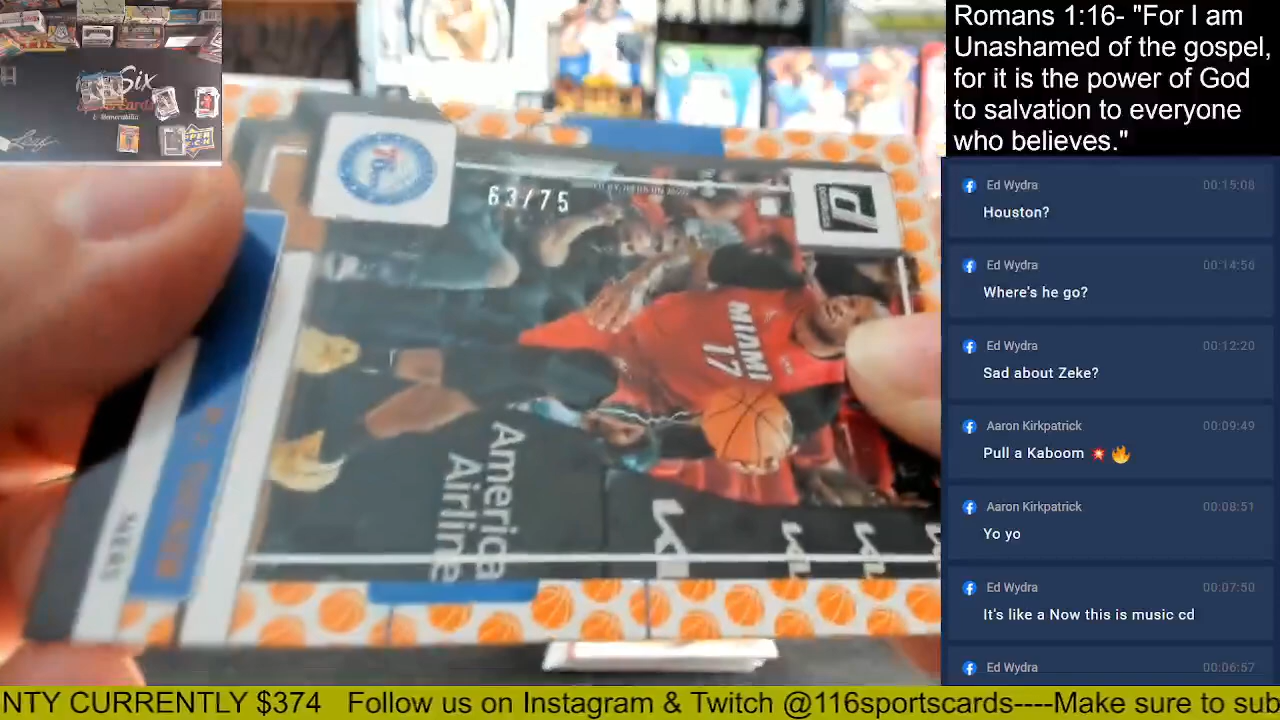 Romans 1:16- "For I am
Unashamed of the gospel,
for it is the power of God
to salvation to everyone
who believes."
Ed Wydra 00:15:08
Houston?
Ed Wydra 00:14:56
Where's he go?
Ed Wydra 00:12:20
Sad about Zeke?
Aaron Kirkpatrick 00:09:49
Pull a Kaboom 💥 🔥
Aaron Kirkpatrick 00:08:51
Yo yo
Ed Wydra 00:07:50
It's like a Now this is music cd
Ed Wydra 00:06:57
Six
& Memorabilia
Leaf
63/75
MIAMI
17
America
Airline
76ERS
NTY CURRENTLY $374 Follow us on Instagram & Twitch @116sportscards----Make sure to sub